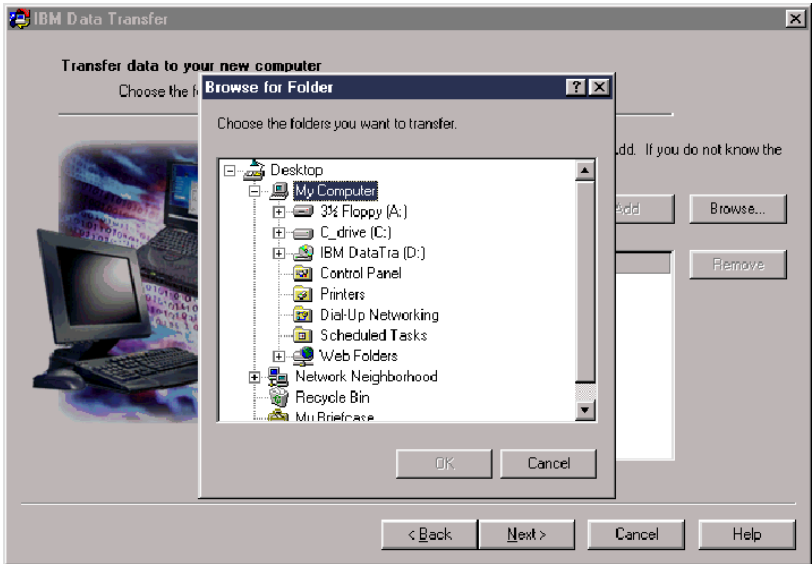 IBM Data Transfer
Transfer data to your new computer
Choose the f
Browse for Folder
Choose the folders you want to transfer.
Desktop
My Computer
3½ Floppy (A:)
C_drive (C:)
IBM DataTra (D:)
Control Panel
Printers
Dial-Up Networking
Scheduled Tasks
Web Folders
Network Neighborhood
Recycle Bin
My Briefcase
OK Cancel
.dd. If you do not know the
Add Browse...
Remove
< Back Next > Cancel Help